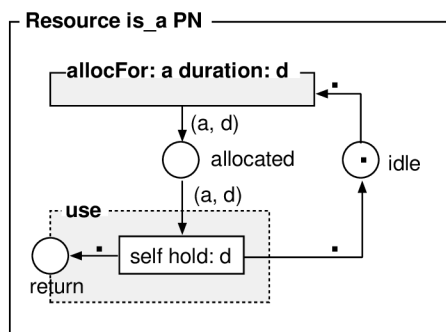 Resource is_a PN
allocFor: a duration: d
(a, d)
allocated
idle
(a, d)
use
self hold: d
return